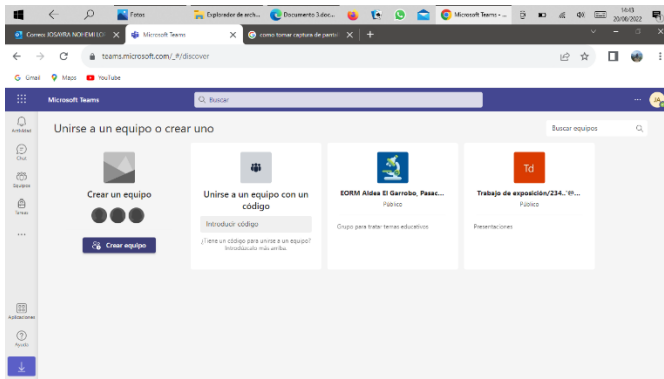 Fotos
Explorador de arch...
Documento 3.doc...
Microsoft Teams - ...
14:43
20/08/2022
Correo: JOSAYRA NOHEMI LO
Microsoft Teams
como tomar captura de pantal
teams.microsoft.com/_#/discover
Gmail
Maps
YouTube
Microsoft Teams
Buscar
JA
Actividad
Chat
Equipos
Tareas
Aplicaciones
Ayuda
Unirse a un equipo o crear uno
Buscar equipos
Crear un equipo
Crear equipo
Unirse a un equipo con un
código
Introducir código
¿Tiene un código para unirse a un equipo?
Introdúzcalo más arriba.
EORM Aldea El Garrobo, Pasac...
Público
Grupo para tratar temas educativos
Td
Trabajo de exposición/234..
Público
Presentaciones